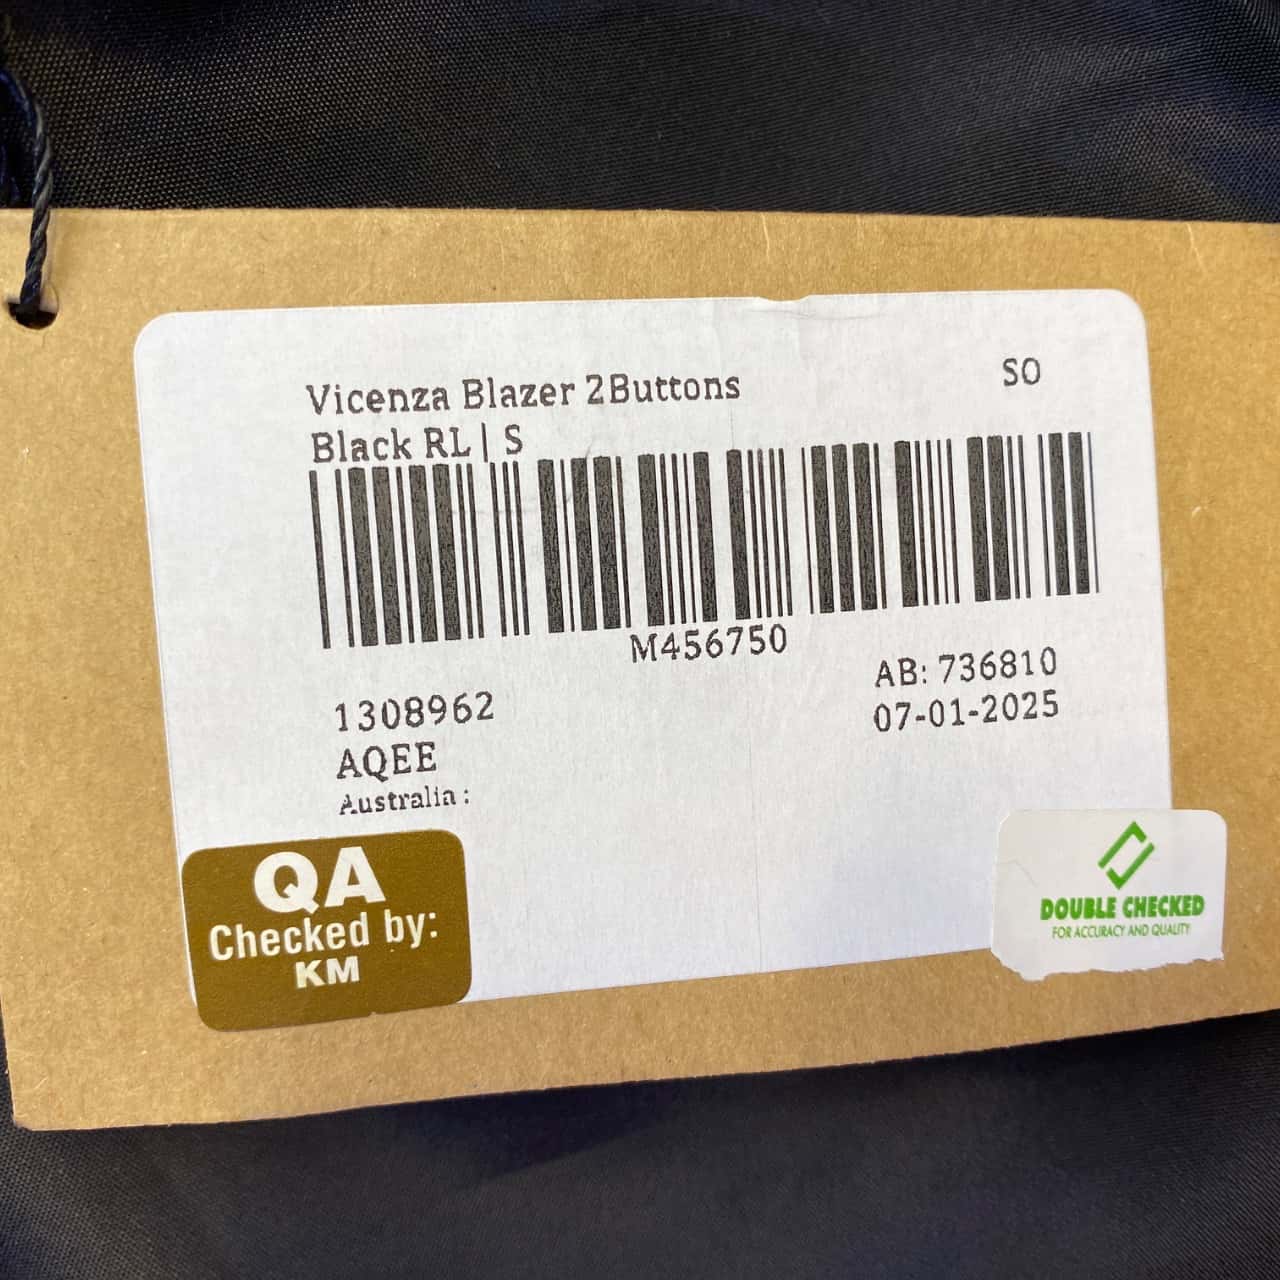 Vicenza Blazer 2Buttons
SO
Black RL | S
M456750
1308962
AB: 736810
AQEE
07-01-2025
Australia :
QA
Checked by:
KM
DOUBLE CHECKED
FOR ACCURACY AND QUALITY